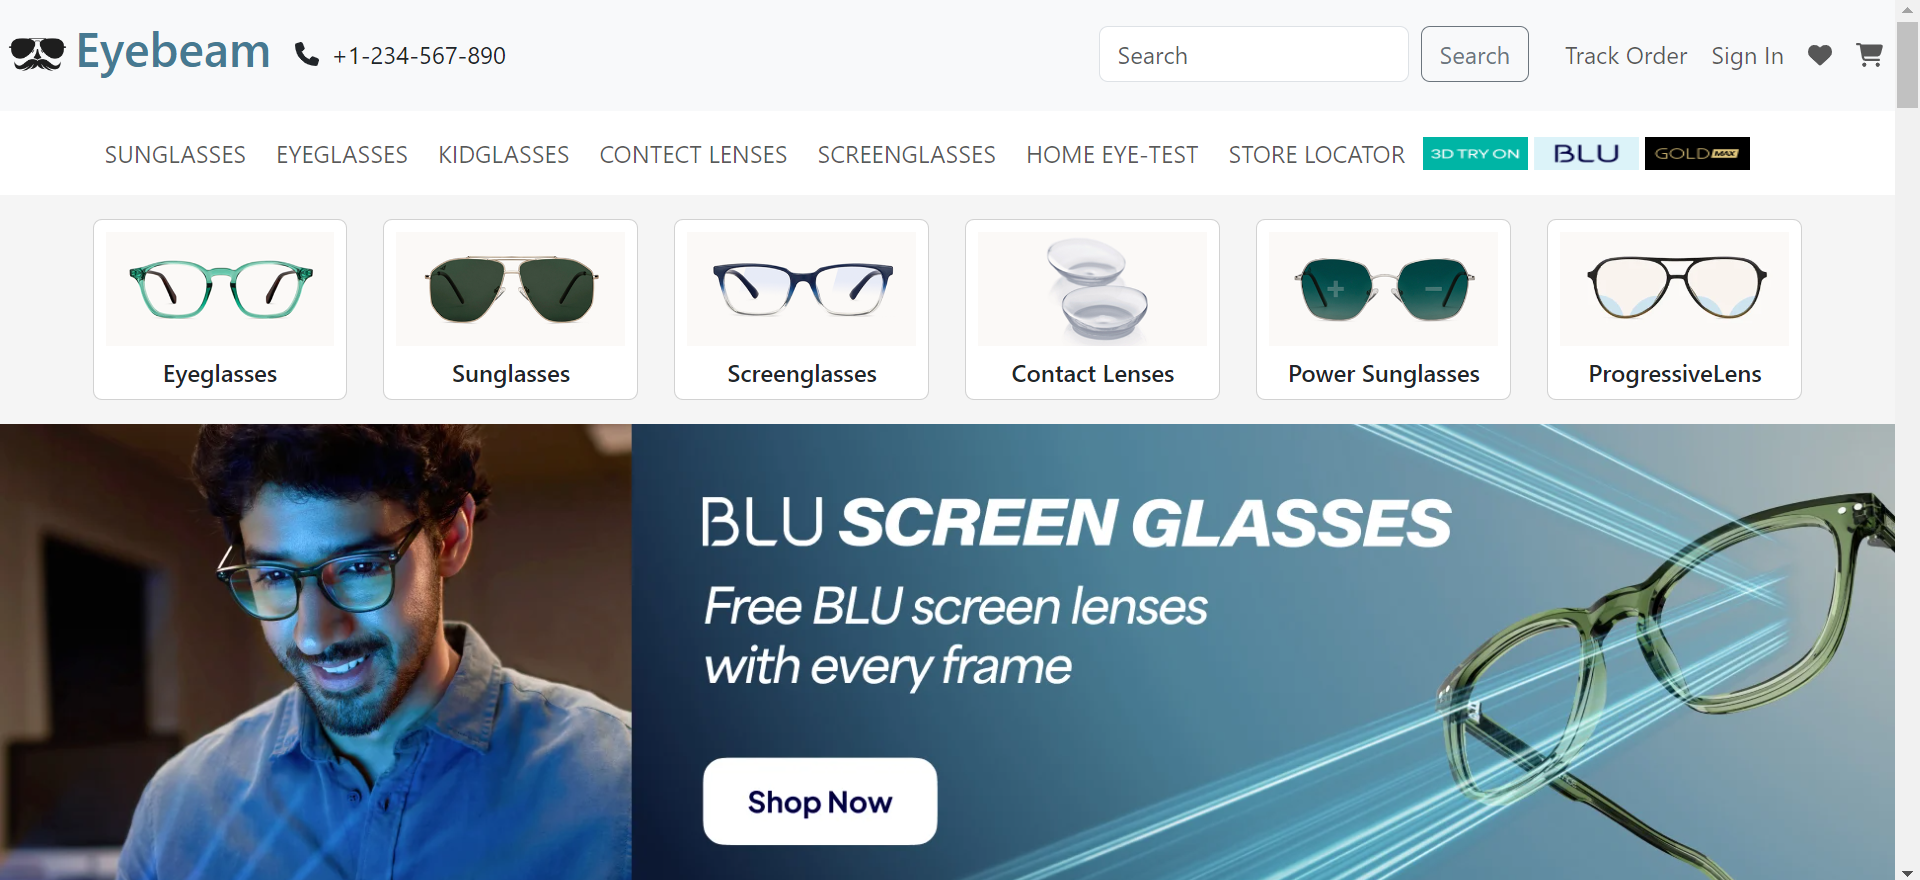 Eyebeam
+1-234-567-890
Search
Search
Track Order
Sign In
SUNGLASSES
EYEGLASSES
KIDGLASSES
CONTECT LENSES
SCREENGLASSES
HOME EYE-TEST
STORE LOCATOR
3D TRY ON
BLU
GOLD MAX
Eyeglasses
Sunglasses
Screenglasses
Contact Lenses
Power Sunglasses
ProgressiveLens
BLU SCREEN GLASSES
Free BLU screen lenses
with every frame
Shop Now